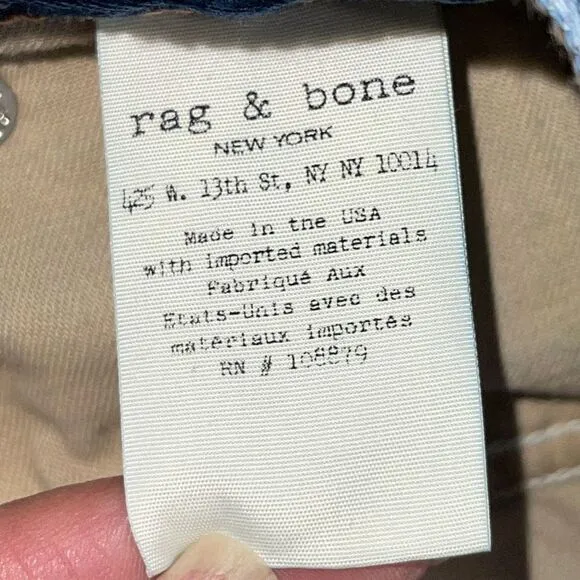 rag & bone
NEW YORK
425 W. 13th St, NY NY 10014
Made in the USA
with imported materials
Fabriqué Aux
Etats-Unis avec des
matériaux importés
RN # 108879